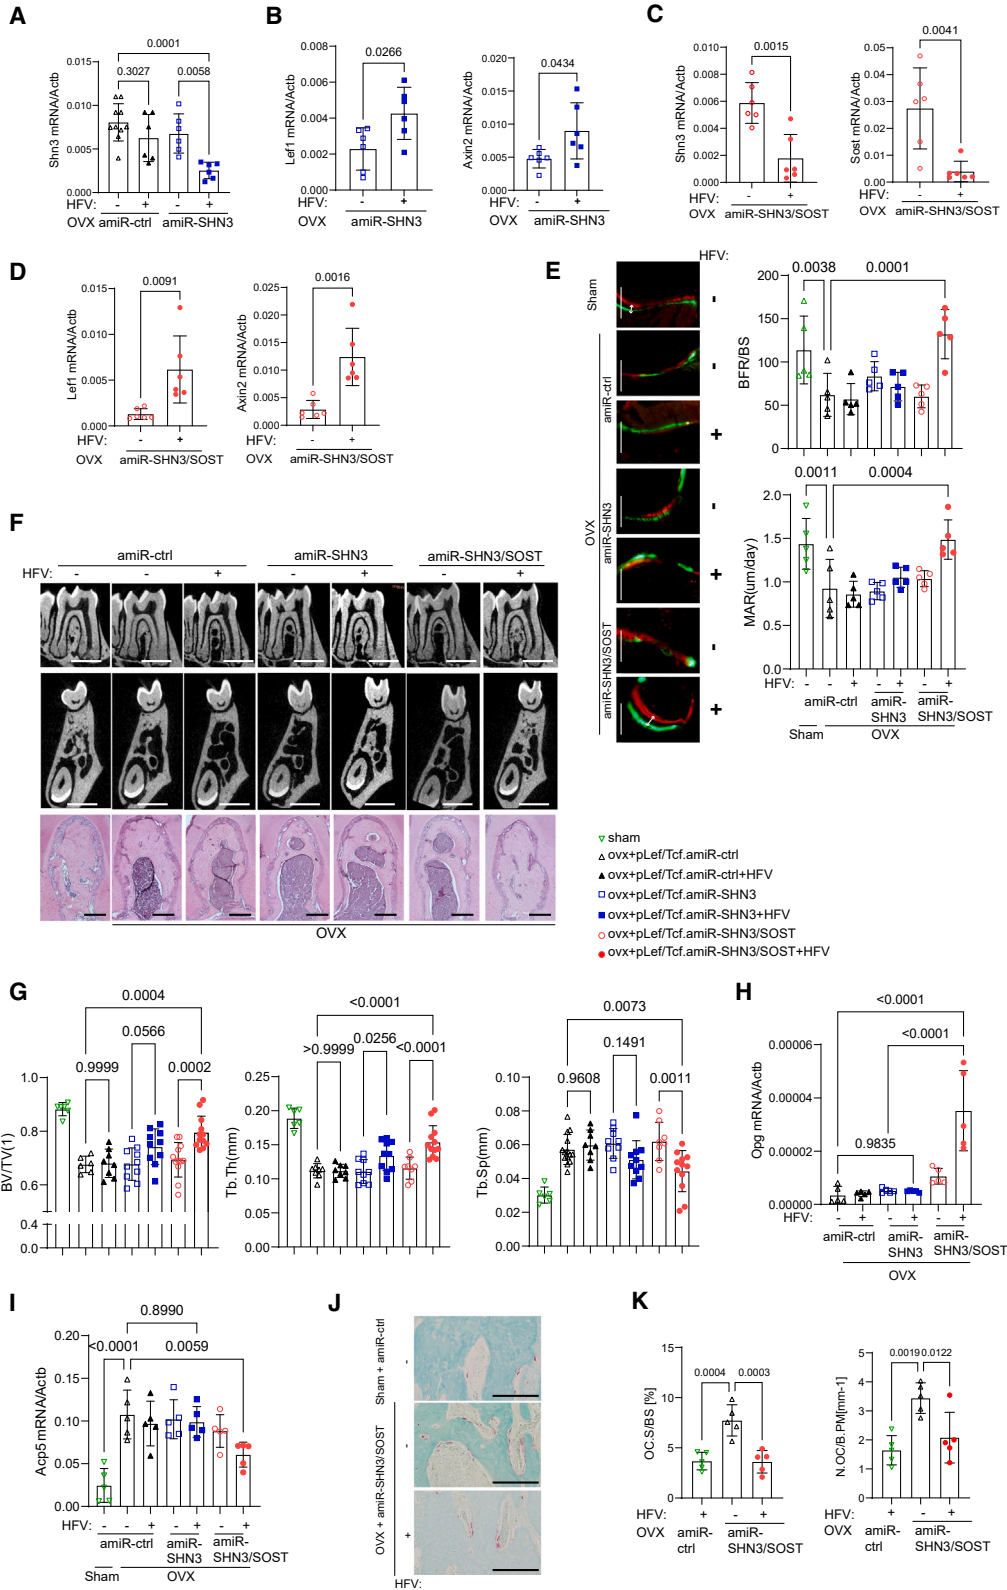 A
0.0001
0.3027
0.0058
Shn3 mRNA/Actb
0.015
0.010
0.005
0.000
HFV: - + - +
OVX amiR-ctrl amiR-SHN3
B
0.0266
Lef1 mRNA/Actb
0.008
0.006
0.004
0.002
0.000
HFV: - +
OVX amiR-SHN3
0.0434
Axin2 mRNA/Actb
0.020
0.015
0.010
0.005
0.000
HFV: - +
OVX amiR-SHN3
C
0.0015
Shn3 mRNA/Actb
0.010
0.008
0.006
0.004
0.002
0.000
HFV: - +
OVX amiR-SHN3/SOST
0.0041
Sost mRNA/Actb
0.05
0.04
0.03
0.02
0.01
0.00
HFV: - +
OVX amiR-SHN3/SOST
D
0.0091
Lef1 mRNA/Actb
0.015
0.010
0.005
0.000
HFV: - +
OVX amiR-SHN3/SOST
0.0016
Axin2 mRNA/Actb
0.025
0.020
0.015
0.010
0.005
0.000
HFV: - +
OVX amiR-SHN3/SOST
E
HFV:
Sham
-
OVX
amiR-ctrl
-
+
amiR-SHN3
-
+
amiR-SHN3/SOST
-
+
0.0038 0.0001
BFR/BS
200
150
100
50
0
0.0011 0.0004
MAR(um/day)
2.0
1.5
1.0
0.5
0.0
HFV: - - + - + - +
amiR-ctrl amiR-SHN3 amiR-SHN3/SOST
Sham OVX
F
amiR-ctrl amiR-SHN3 amiR-SHN3/SOST
HFV: - - + - + - +
OVX
sham
ovx+pLef/Tcf.amiR-ctrl
ovx+pLef/Tcf.amiR-ctrl+HFV
ovx+pLef/Tcf.amiR-SHN3
ovx+pLef/Tcf.amiR-SHN3+HFV
ovx+pLef/Tcf.amiR-SHN3/SOST
ovx+pLef/Tcf.amiR-SHN3/SOST+HFV
G
0.0004
0.0566
0.9999 0.0002
BV/TV(1)
1.0
0.8
0.6
0.4
0.0
<0.0001
0.0256
>0.9999 <0.0001
Tb.Th(mm)
0.25
0.20
0.15
0.10
0.05
0.00
0.0073
0.1491
0.9608 0.0011
Tb.Sp(mm)
0.10
0.08
0.06
0.04
0.02
0.00
H
<0.0001
<0.0001
0.9835
Opg mRNA/Actb
0.00006
0.00004
0.00002
0.00000
HFV: - + - + - +
amiR-ctrl amiR-SHN3 amiR-SHN3/SOST
OVX
I
0.8990
<0.0001 0.0059
Acp5 mRNA/Actb
0.20
0.15
0.10
0.05
0.00
HFV: - - + - + - +
amiR-ctrl amiR-SHN3 amiR-SHN3/SOST
Sham OVX
J
Sham + amiR-ctrl
-
OVX + amiR-SHN3/SOST
-
+
HFV:
K
0.0004 0.0003
OC.S/BS [%]
10
5
0
HFV: + - +
OVX amiR-ctrl amiR-SHN3/SOST
0.0019 0.0122
N.OC/B.PM[mm-1]
5
4
3
2
1
0
HFV: + - +
OVX amiR-ctrl amiR-SHN3/SOST